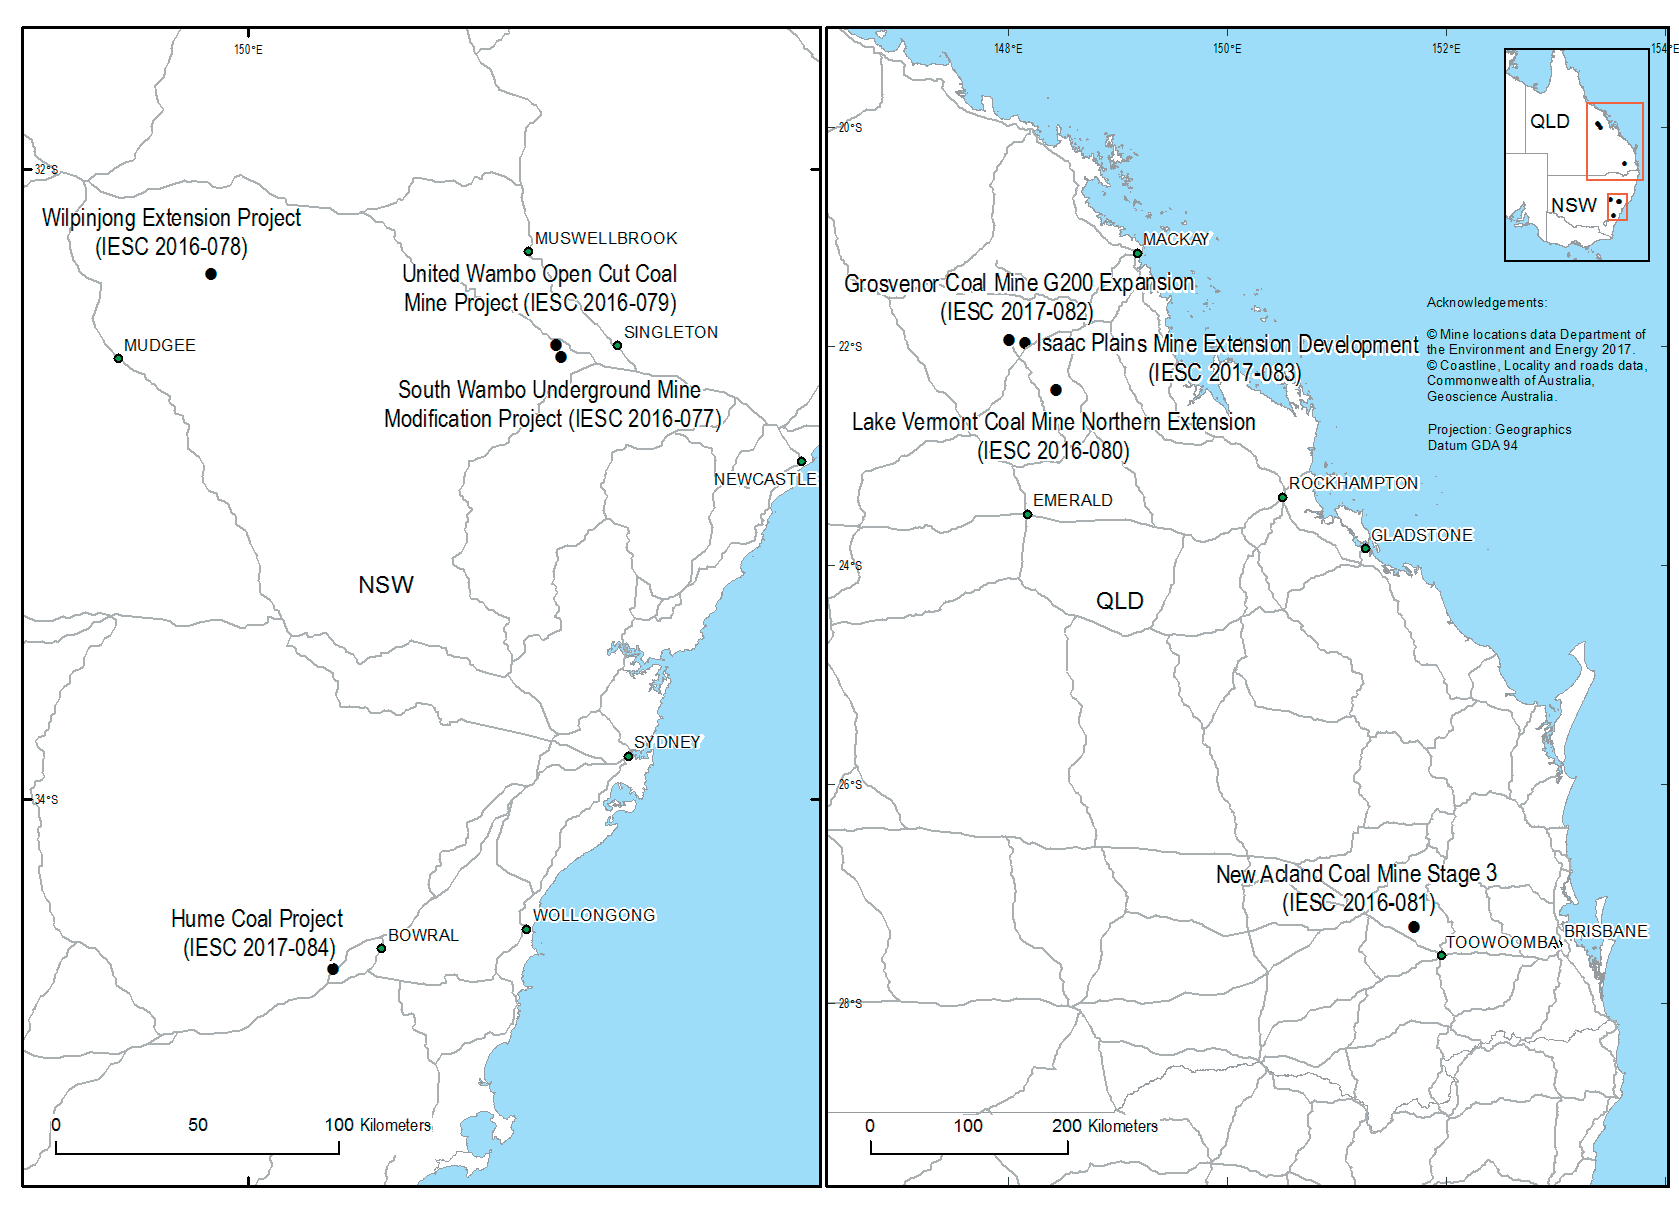 150°E
32°S
Wilpinjong Extension Project
(IESC 2016-078)
MUSWELLBROOK
United Wambo Open Cut Coal
Mine Project (IESC 2016-079)
MUDGEE
SINGLETON
South Wambo Underground Mine
Modification Project (IESC 2016-077)
NEWCASTLE
NSW
SYDNEY
34°S
Hume Coal Project
(IESC 2017-084)
BOWRAL
WOLLONGONG
0 50 100 Kilometers
148°E 150°E 152°E 154°E
20°S
QLD
NSW
MACKAY
Grosvenor Coal Mine G200 Expansion
(IESC 2017-082)
22°S
Isaac Plains Mine Extension Development
(IESC 2017-083)
Lake Vermont Coal Mine Northern Extension
(IESC 2016-080)
Acknowledgements:
© Mine locations data Department of
the Environment and Energy 2017.
© Coastline, Locality and roads data,
Commonwealth of Australia,
Geoscience Australia.
Projection: Geographics
Datum GDA 94
ROCKHAMPTON
EMERALD
GLADSTONE
24°S
QLD
26°S
New Acland Coal Mine Stage 3
(IESC 2016-081)
TOOWOOMBA
BRISBANE
28°S
0 100 200 Kilometers